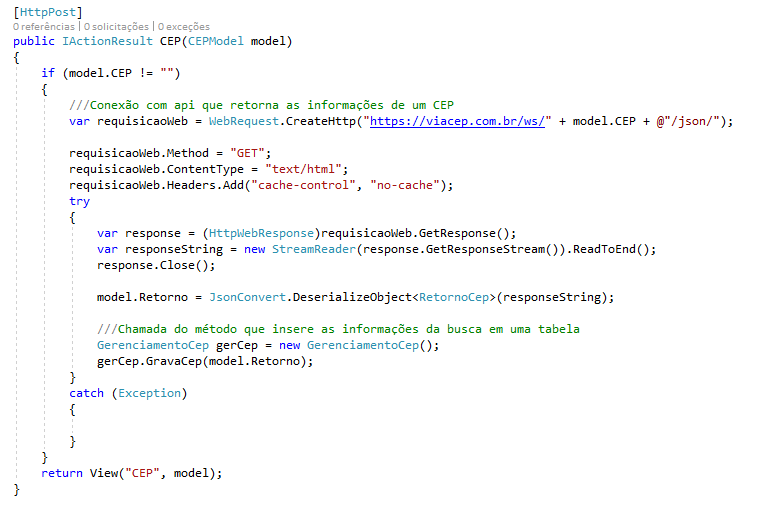 [HttpPost]
0 referências | 0 solicitações | 0 exceções
public IActionResult CEP(CEPModel model)
{
    if (model.CEP != "")
    {
        ///Conexão com api que retorna as informações de um CEP
        var requisicaoWeb = WebRequest.CreateHttp("https://viacep.com.br/ws/" + model.CEP + @"/json/");

        requisicaoWeb.Method = "GET";
        requisicaoWeb.ContentType = "text/html";
        requisicaoWeb.Headers.Add("cache-control", "no-cache");
        try
        {
            var response = (HttpWebResponse)requisicaoWeb.GetResponse();
            var responseString = new StreamReader(response.GetResponseStream()).ReadToEnd();
            response.Close();

            model.Retorno = JsonConvert.DeserializeObject<RetornoCep>(responseString);

            ///Chamada do método que insere as informações da busca em uma tabela
            GerenciamentoCep gerCep = new GerenciamentoCep();
            gerCep.GravaCep(model.Retorno);
        }
        catch (Exception)
        {

        }
    }
    return View("CEP", model);
}